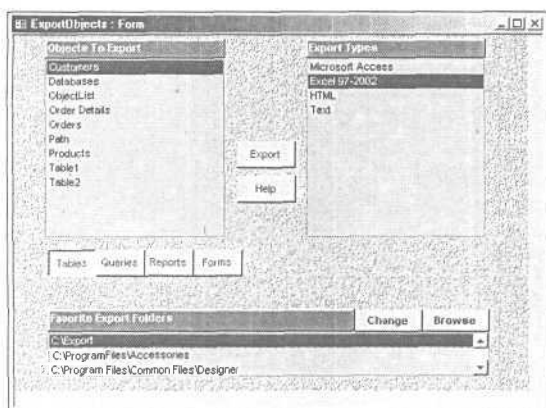 ExportObjects : Form
Objects To Export
Customers
Databases
ObjectList
Order Details
Orders
Path
Products
Table1
Table2
Export Types
Microsoft Access
Excel 97-2002
HTML
Text
Export
Help
Tables Queries Reports Forms
Favorite Export Folders Change Browse
C:\Export
C:\ProgramFiles\Accessories
C:\Program Files\Common Files\Designer